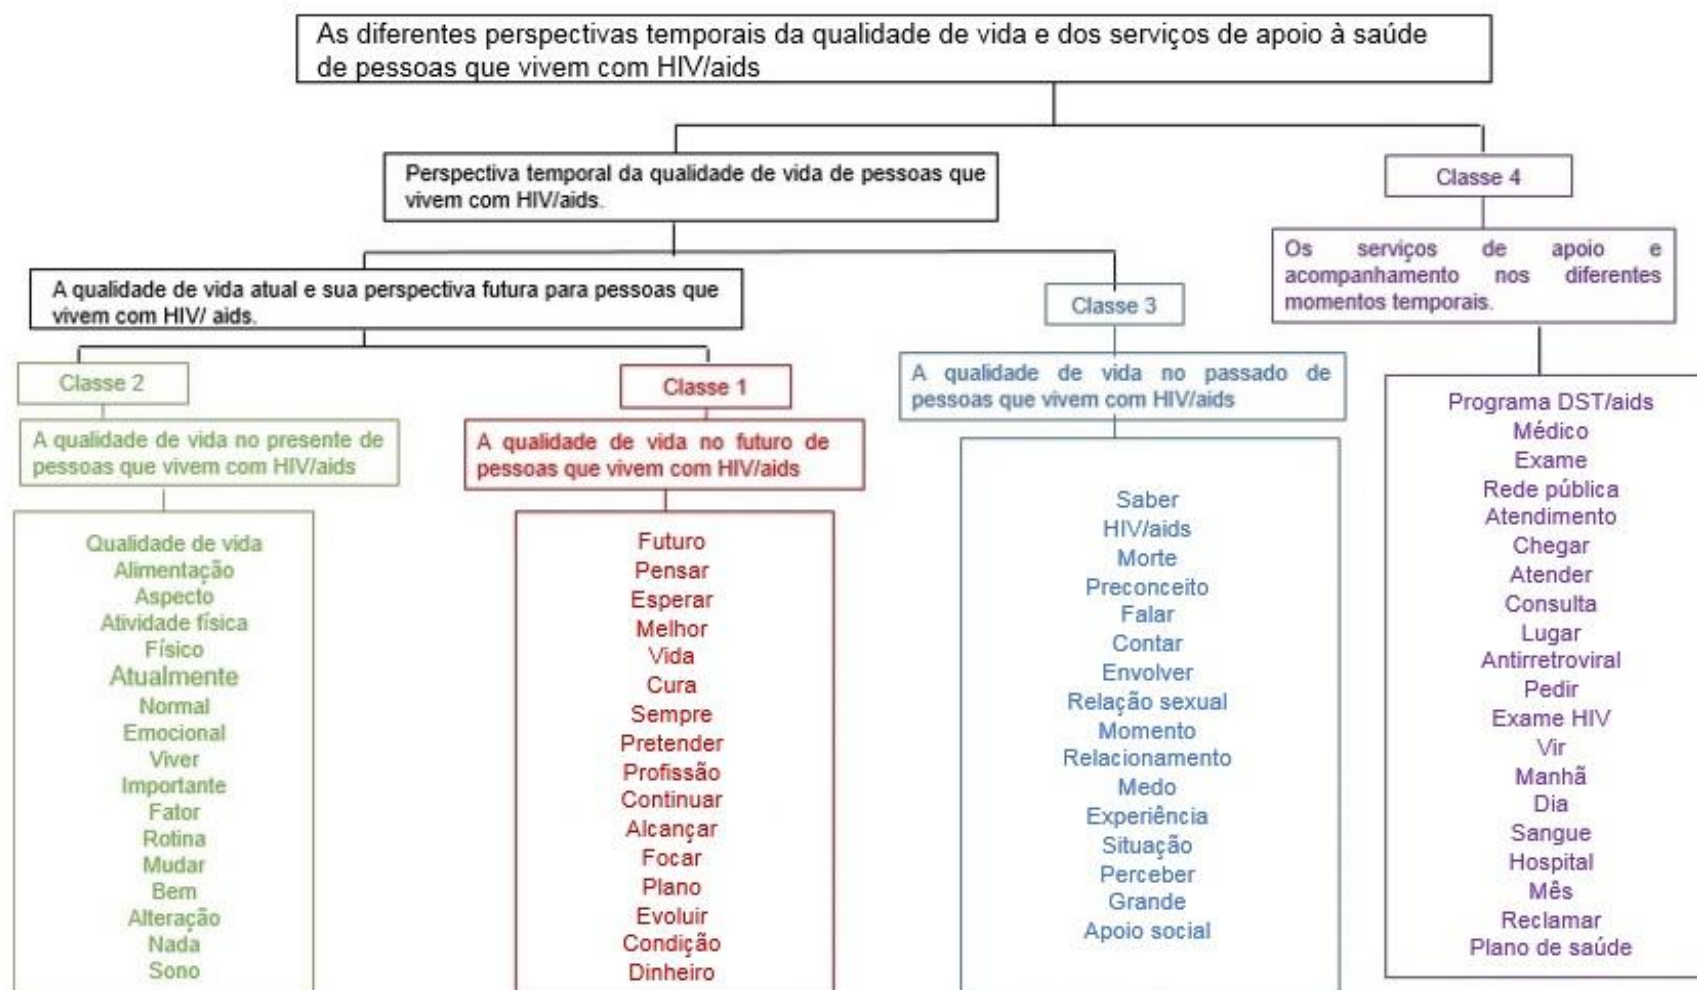 As diferentes perspectivas temporais da qualidade de vida e dos serviços de apoio à saúde
de pessoas que vivem com HIV/aids
Perspectiva temporal da qualidade de vida de pessoas que
vivem com HIV/aids.
Classe 4
Os serviços de apoio e
acompanhamento nos diferentes
momentos temporais.
A qualidade de vida atual e sua perspectiva futura para pessoas que
vivem com HIV/ aids.
Classe 3
A qualidade de vida no passado de
pessoas que vivem com HIV/aids
Classe 2
A qualidade de vida no presente de
pessoas que vivem com HIV/aids
Classe 1
A qualidade de vida no futuro de
pessoas que vivem com HIV/aids
Qualidade de vida
Alimentação
Aspecto
Atividade física
Físico
Atualmente
Normal
Emocional
Viver
Importante
Fator
Rotina
Mudar
Bem
Alteração
Nada
Sono
Futuro
Pensar
Esperar
Melhor
Vida
Cura
Sempre
Pretender
Profissão
Continuar
Alcançar
Focar
Plano
Evoluir
Condição
Dinheiro
Saber
HIV/aids
Morte
Preconceito
Falar
Contar
Envolver
Relação sexual
Momento
Relacionamento
Medo
Experiência
Situação
Perceber
Grande
Apoio social
Programa DST/aids
Médico
Exame
Rede pública
Atendimento
Chegar
Atender
Consulta
Lugar
Antirretroviral
Pedir
Exame HIV
Vir
Manhã
Dia
Sangue
Hospital
Mês
Reclamar
Plano de saúde